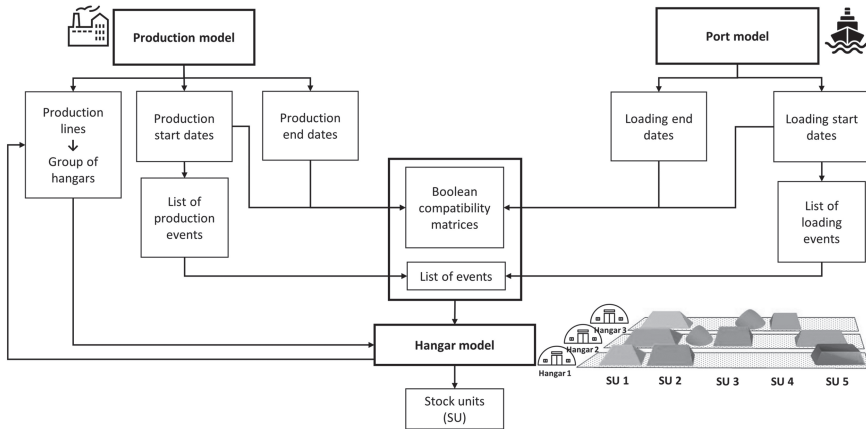 Production model
Port model
Production
lines
Group of
hangars
Production
start dates
Production
end dates
Loading end
dates
Loading start
dates
List of
production
events
Boolean
compatibility
matrices
List of
loading
events
List of events
Hangar model
Stock units
(SU)
Hangar 3
Hangar 2
Hangar 1
SU 1
SU 2
SU 3
SU 4
SU 5